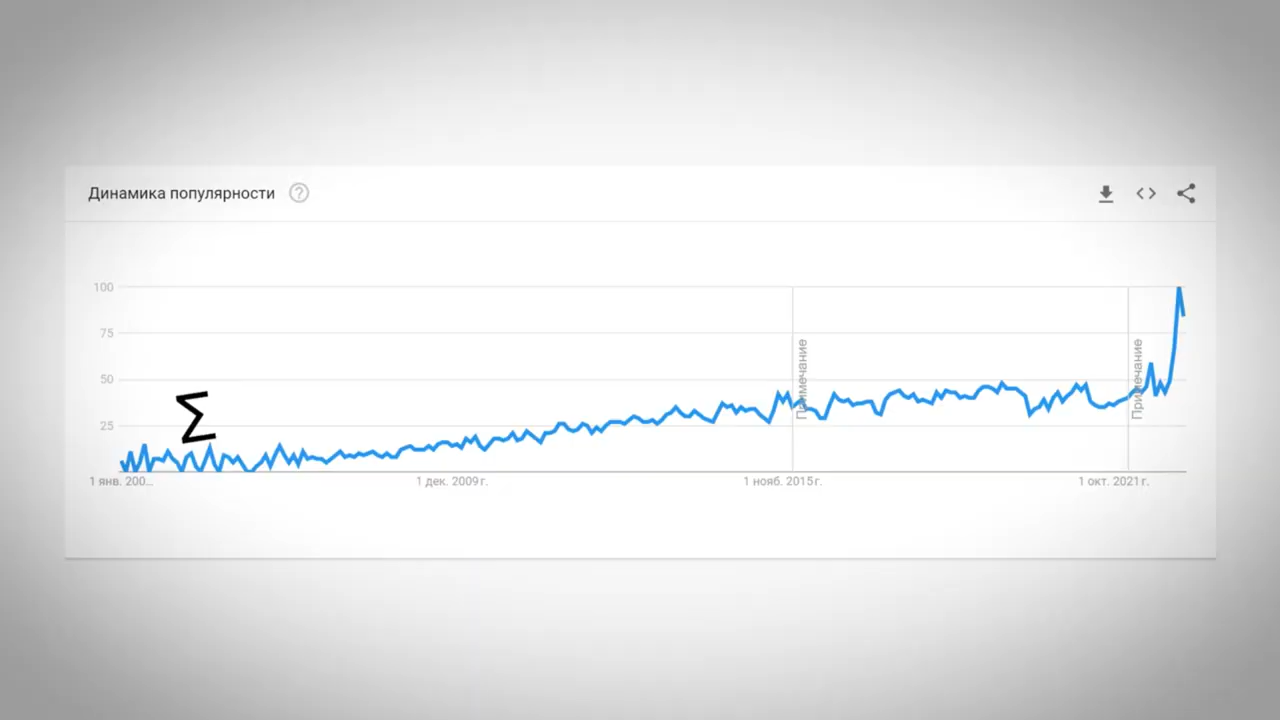 Динамика популярности ?
100
75
50
25
Σ
Примечание
Примечание
1 янв. 200...
1 дек. 2009 г.
1 нояб. 2015 г.
1 окт. 2021 г.